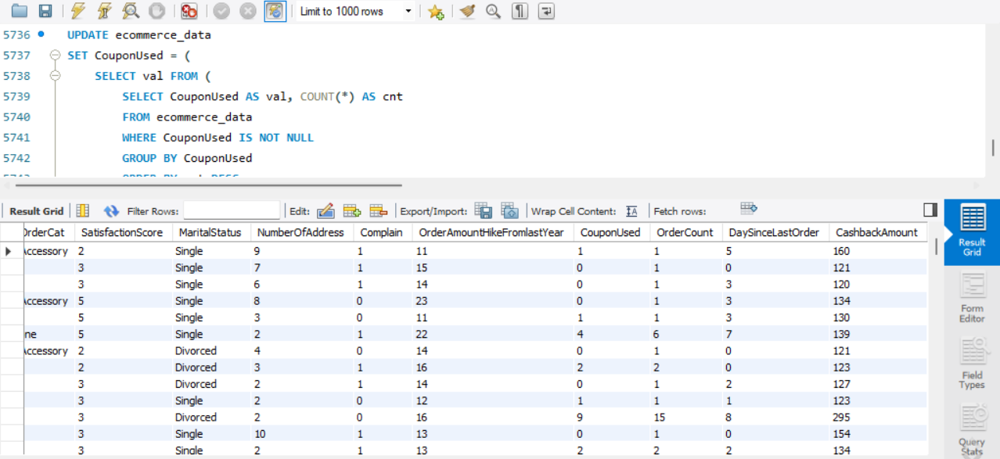 Limit to 1000 rows
5736 UPDATE ecommerce_data
5737 SET CouponUsed = (
5738 SELECT val FROM (
5739 SELECT CouponUsed AS val, COUNT(*) AS cnt
5740 FROM ecommerce_data
5741 WHERE CouponUsed IS NOT NULL
5742 GROUP BY CouponUsed
Result Grid Filter Rows: Edit: Export/Import: Wrap Cell Content: Fetch rows:
OrderCat SatisfactionScore MaritalStatus NumberOfAddress Complain OrderAmountHikeFromlastYear CouponUsed OrderCount DaySinceLastOrder CashbackAmount
Accessory 2 Single 9 1 11 1 1 5 160
3 Single 7 1 15 0 1 0 121
3 Single 6 1 14 0 1 3 120
Accessory 5 Single 8 0 23 0 1 3 134
5 Single 3 0 11 1 1 3 130
ne 5 Single 2 1 22 4 6 7 139
Accessory 2 Divorced 4 0 14 0 1 0 121
2 Divorced 3 1 16 2 2 0 123
3 Divorced 2 1 14 0 1 2 127
3 Single 2 0 12 1 1 1 123
3 Divorced 2 0 16 9 15 8 295
3 Single 10 1 13 0 1 0 154
3 Single 2 1 13 2 2 2 134
Result
Grid
Form
Editor
Field
Types
Query
Stats